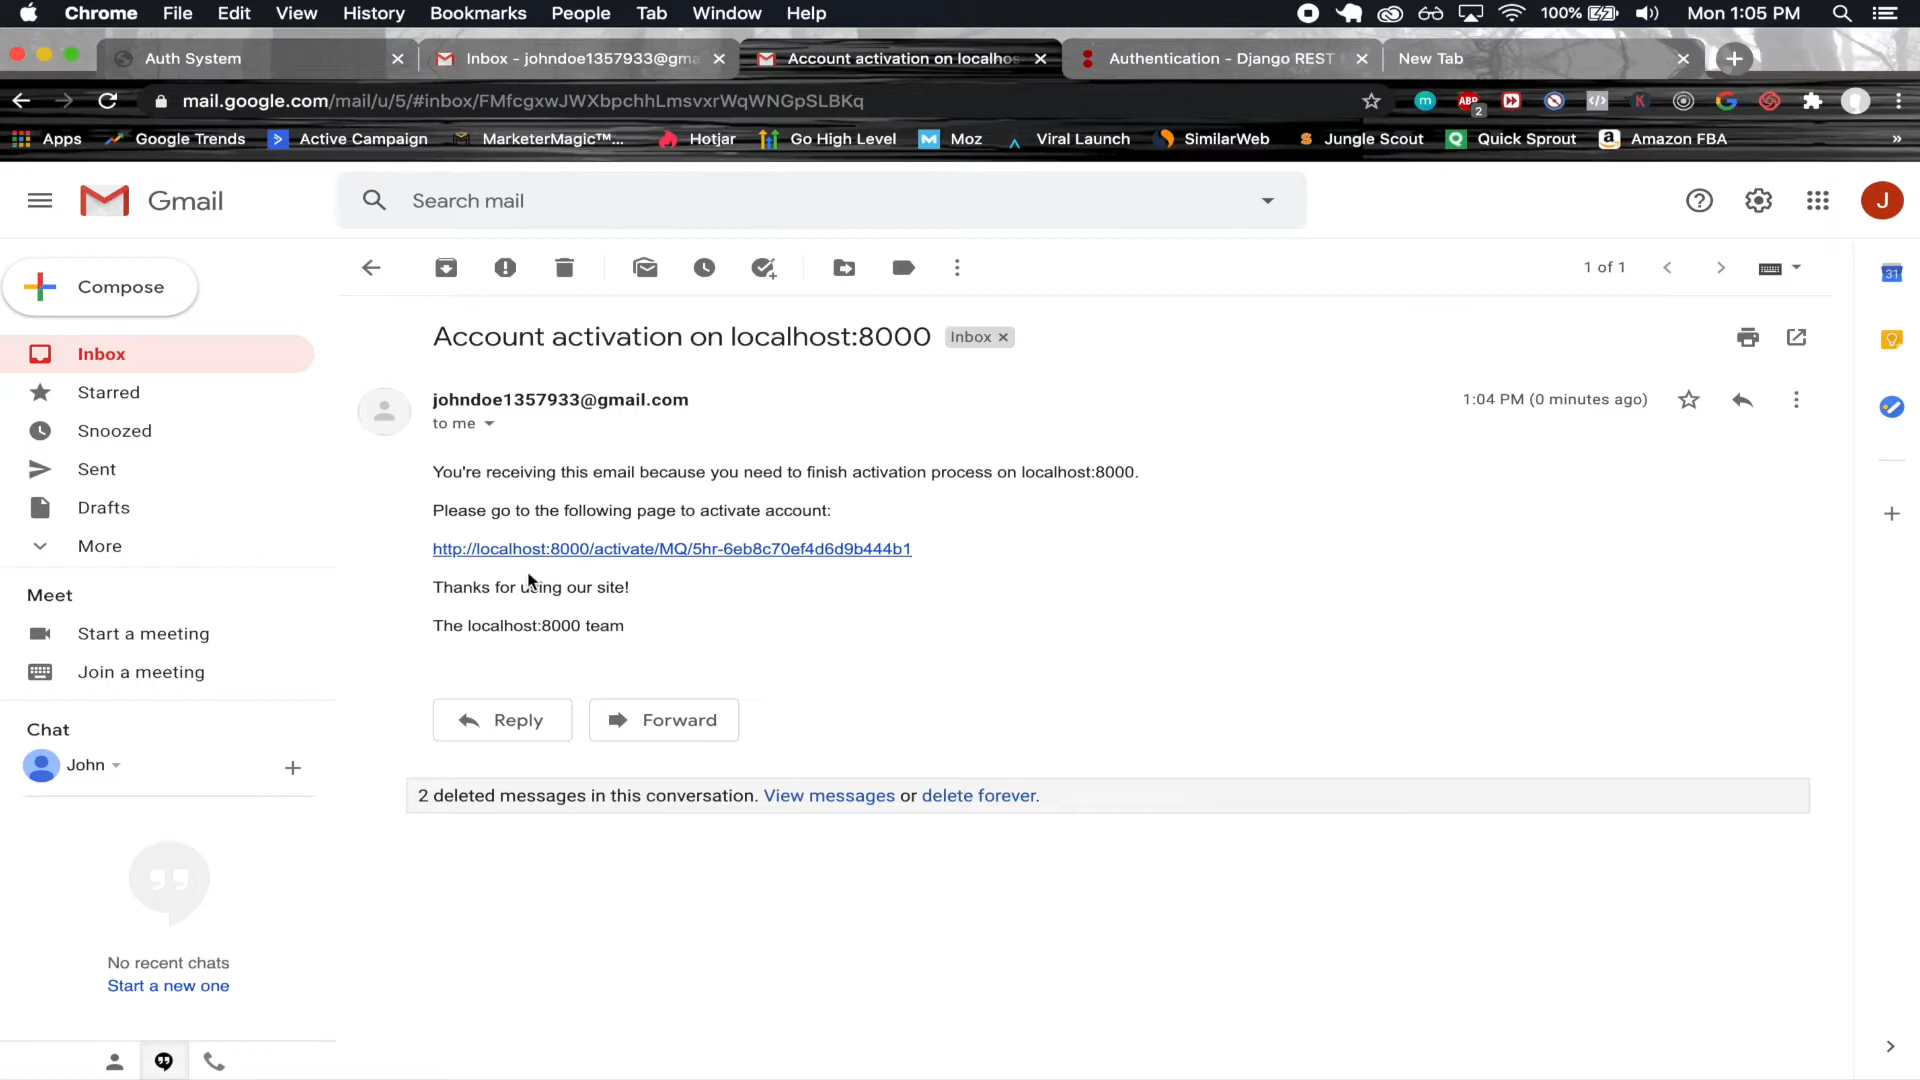 Chrome File Edit View History Bookmarks People Tab Window Help 100% Mon 1:05 PM
Auth System Inbox - johndoe1357933@gma Account activation on localhos Authentication - Django REST New Tab
mail.google.com/mail/u/5/#inbox/FMfcgxwJWXbpchhLmsvxrWqWNGpSLBKq m ABP 2 K
Apps Google Trends Active Campaign MarketerMagic™... Hotjar Go High Level Moz Viral Launch SimilarWeb Jungle Scout Quick Sprout Amazon FBA »
Gmail Search mail J
Compose 1 of 1 31
Account activation on localhost:8000 Inbox
Inbox
Starred
Snoozed
Sent
Drafts
More
johndoe1357933@gmail.com 1:04 PM (0 minutes ago)
to me
You're receiving this email because you need to finish activation process on localhost:8000.
Please go to the following page to activate account:
http://localhost:8000/activate/MQ/5hr-6eb8c70ef4d6d9b444b1
Thanks for using our site!
The localhost:8000 team
Meet
Start a meeting
Join a meeting
Reply Forward
Chat
John
2 deleted messages in this conversation. View messages or delete forever.
No recent chats
Start a new one